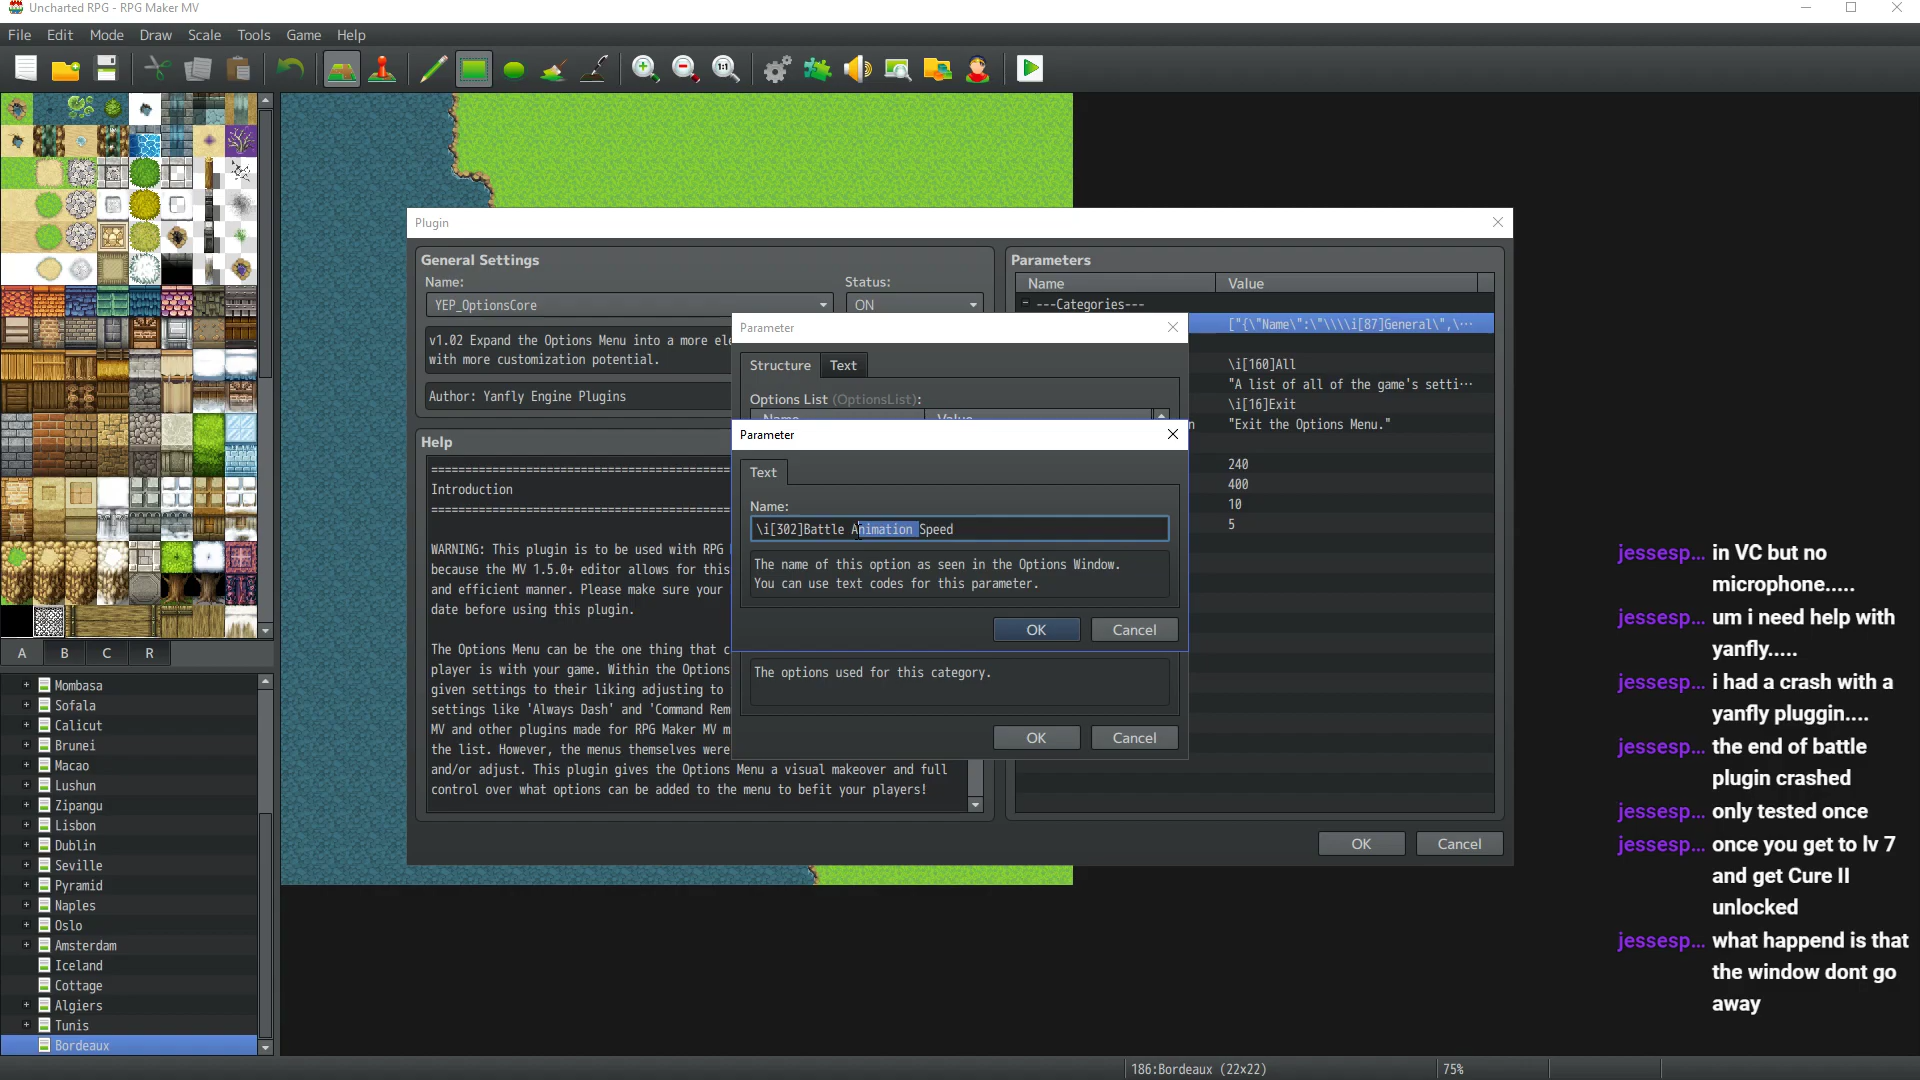 Uncharted RPG - RPG Maker MV
File Edit Mode Draw Scale Tools Game Help
1:1
Plugin
General Settings
Name:
Status:
YEP_OptionsCore
ON
v1.02 Expand the Options Menu into a more ele
with more customization potential.
Author: Yanfly Engine Plugins
Help
Introduction
WARNING: This plugin is to be used with RPG
because the MV 1.5.0+ editor allows for this
and efficient manner. Please make sure your
date before using this plugin.
The Options Menu can be the one thing that c
player is with your game. Within the Options
given settings to their liking adjusting to
settings like 'Always Dash' and 'Command Rem
MV and other plugins made for RPG Maker MV m
the list. However, the menus themselves were
and/or adjust. This plugin gives the Options Menu a visual makeover and full
control over what options can be added to the menu to befit your players!
Parameters
Name Value
---Categories---
["{\"Name\":\"\\\\i[87]General\",\···
\i[160]All
"A list of all of the game's setti···
\i[16]Exit
"Exit the Options Menu."
240
400
10
5
OK Cancel
Parameter
Structure Text
Options List (OptionsList):
Name Value
The options used for this category.
OK Cancel
Parameter
Text
Name:
\i[302]Battle Animation Speed
The name of this option as seen in the Options Window.
You can use text codes for this parameter.
OK Cancel
A B C R
Mombasa
Sofala
Calicut
Brunei
Macao
Lushun
Zipangu
Lisbon
Dublin
Seville
Pyramid
Naples
Oslo
Amsterdam
Iceland
Cottage
Algiers
Tunis
Bordeaux
jessesp... in VC but no
microphone.....
jessesp... um i need help with
yanfly.....
jessesp... i had a crash with a
yanfly pluggin....
jessesp... the end of battle
plugin crashed
jessesp... only tested once
jessesp... once you get to lv 7
and get Cure II
unlocked
jessesp... what happend is that
the window dont go
away
186:Bordeaux (22x22) 75%